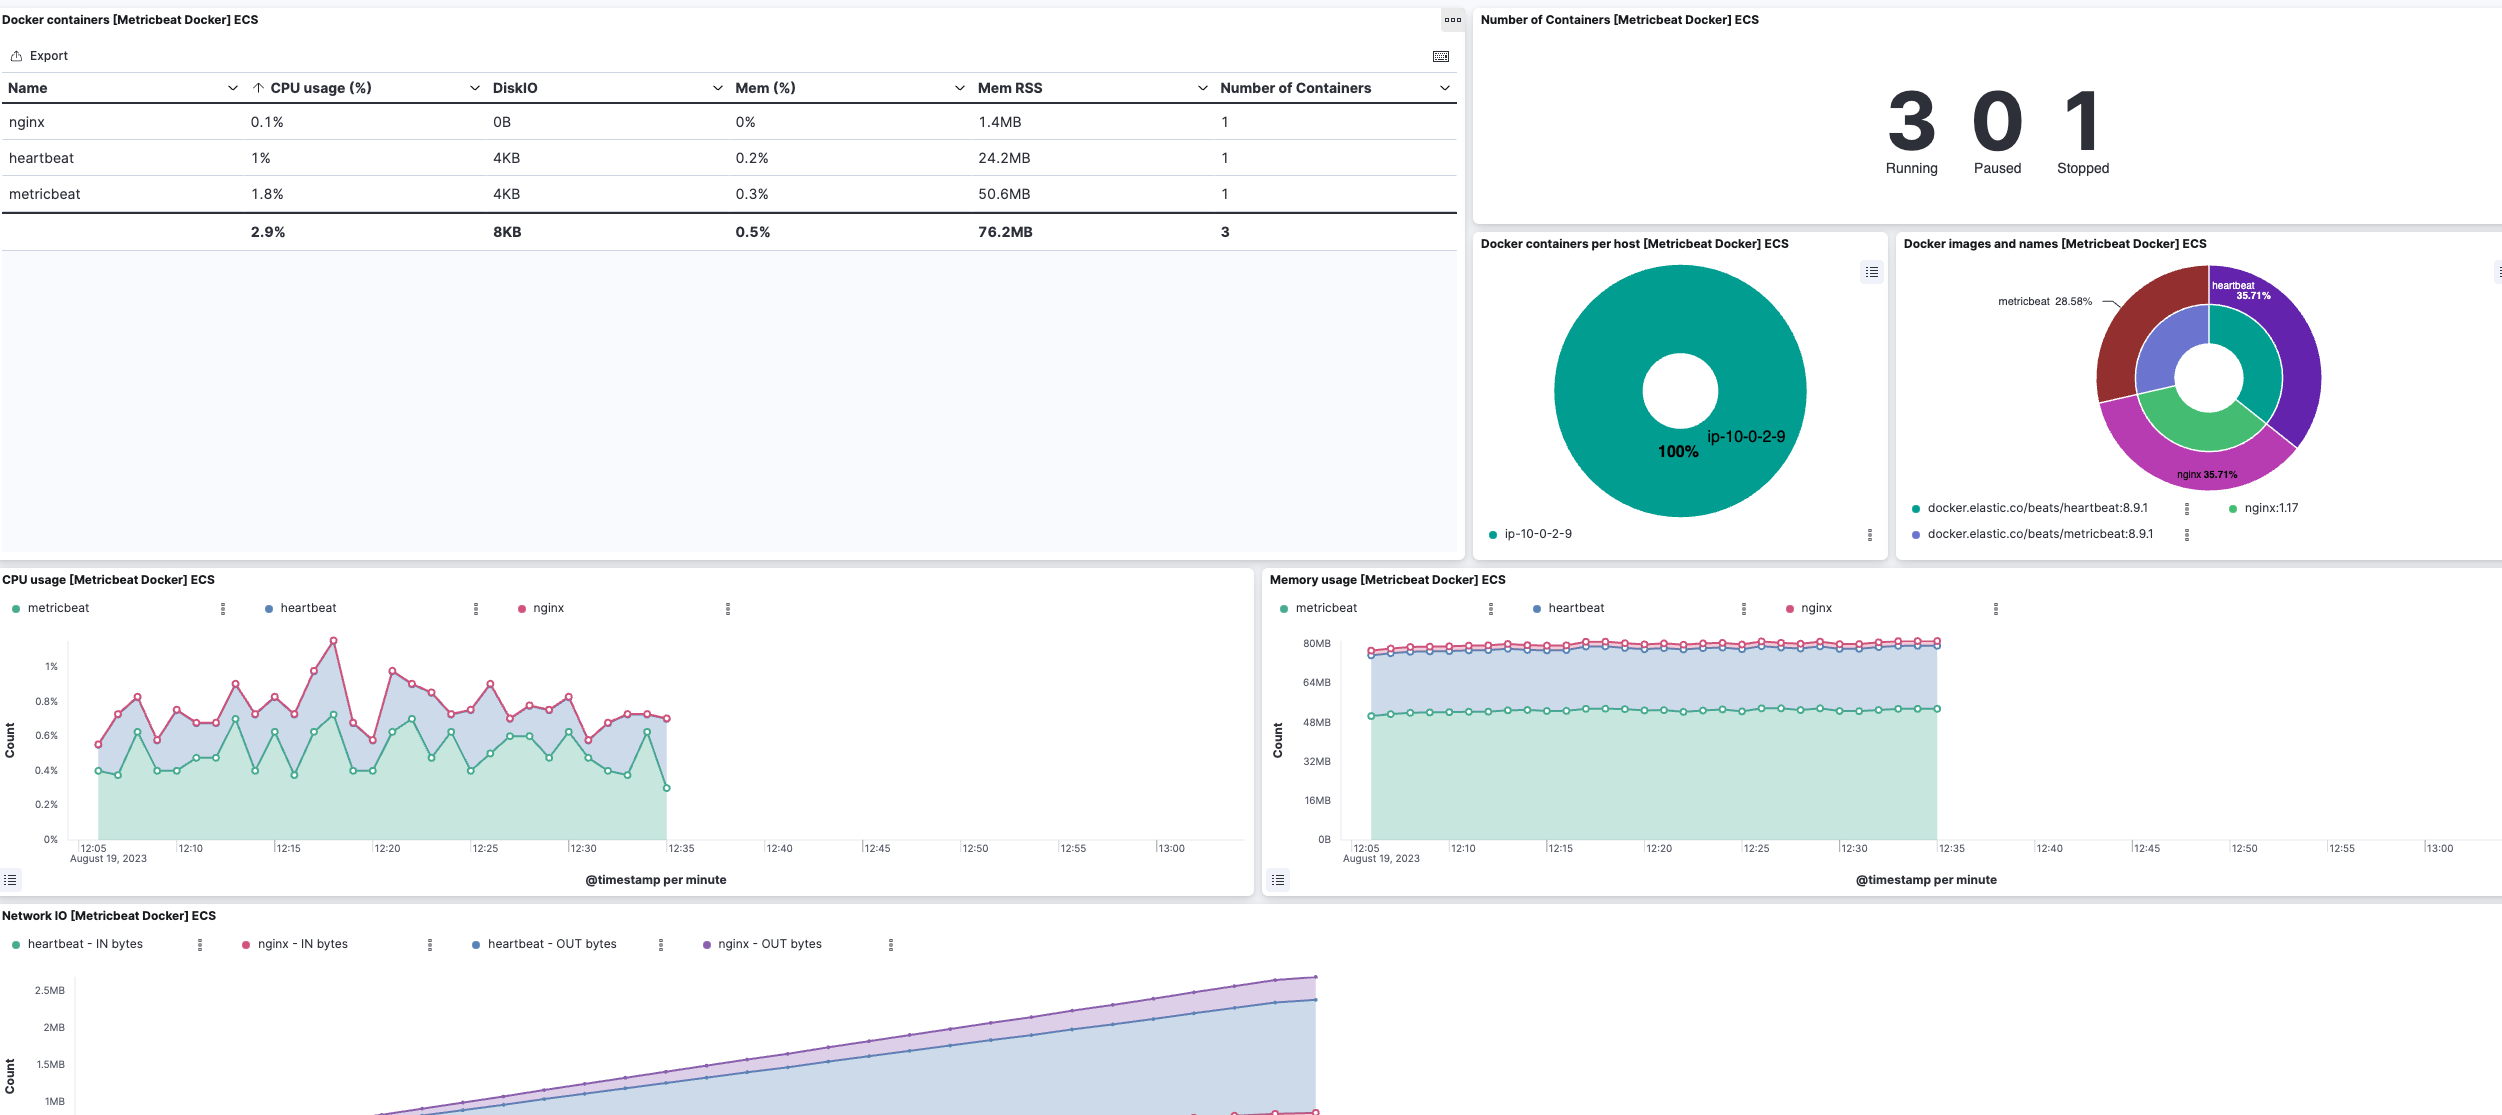 Docker containers [Metricbeat Docker] ECS
Export
Name CPU usage (%) DiskIO Mem (%) Mem RSS Number of Containers
nginx 0.1% 0B 0% 1.4MB 1
heartbeat 1% 4KB 0.2% 24.2MB 1
metricbeat 1.8% 4KB 0.3% 50.6MB 1
2.9% 8KB 0.5% 76.2MB 3
Number of Containers [Metricbeat Docker] ECS
3 0 1
Running Paused Stopped
Docker containers per host [Metricbeat Docker] ECS
ip-10-0-2-9
100%
ip-10-0-2-9
Docker images and names [Metricbeat Docker] ECS
heartbeat
35.71%
metricbeat 28.58%
nginx 35.71%
docker.elastic.co/beats/heartbeat:8.9.1 nginx:1.17
docker.elastic.co/beats/metricbeat:8.9.1
CPU usage [Metricbeat Docker] ECS
metricbeat heartbeat nginx
1%
0.8%
0.6%
0.4%
0.2%
0%
Count
12:05 12:10 12:15 12:20 12:25 12:30 12:35 12:40 12:45 12:50 12:55 13:00
August 19, 2023
@timestamp per minute
Memory usage [Metricbeat Docker] ECS
metricbeat heartbeat nginx
80MB
64MB
48MB
32MB
16MB
0B
Count
12:05 12:10 12:15 12:20 12:25 12:30 12:35 12:40 12:45 12:50 12:55 13:00
August 19, 2023
@timestamp per minute
Network IO [Metricbeat Docker] ECS
heartbeat - IN bytes nginx - IN bytes heartbeat - OUT bytes nginx - OUT bytes
2.5MB
2MB
1.5MB
1MB
Count